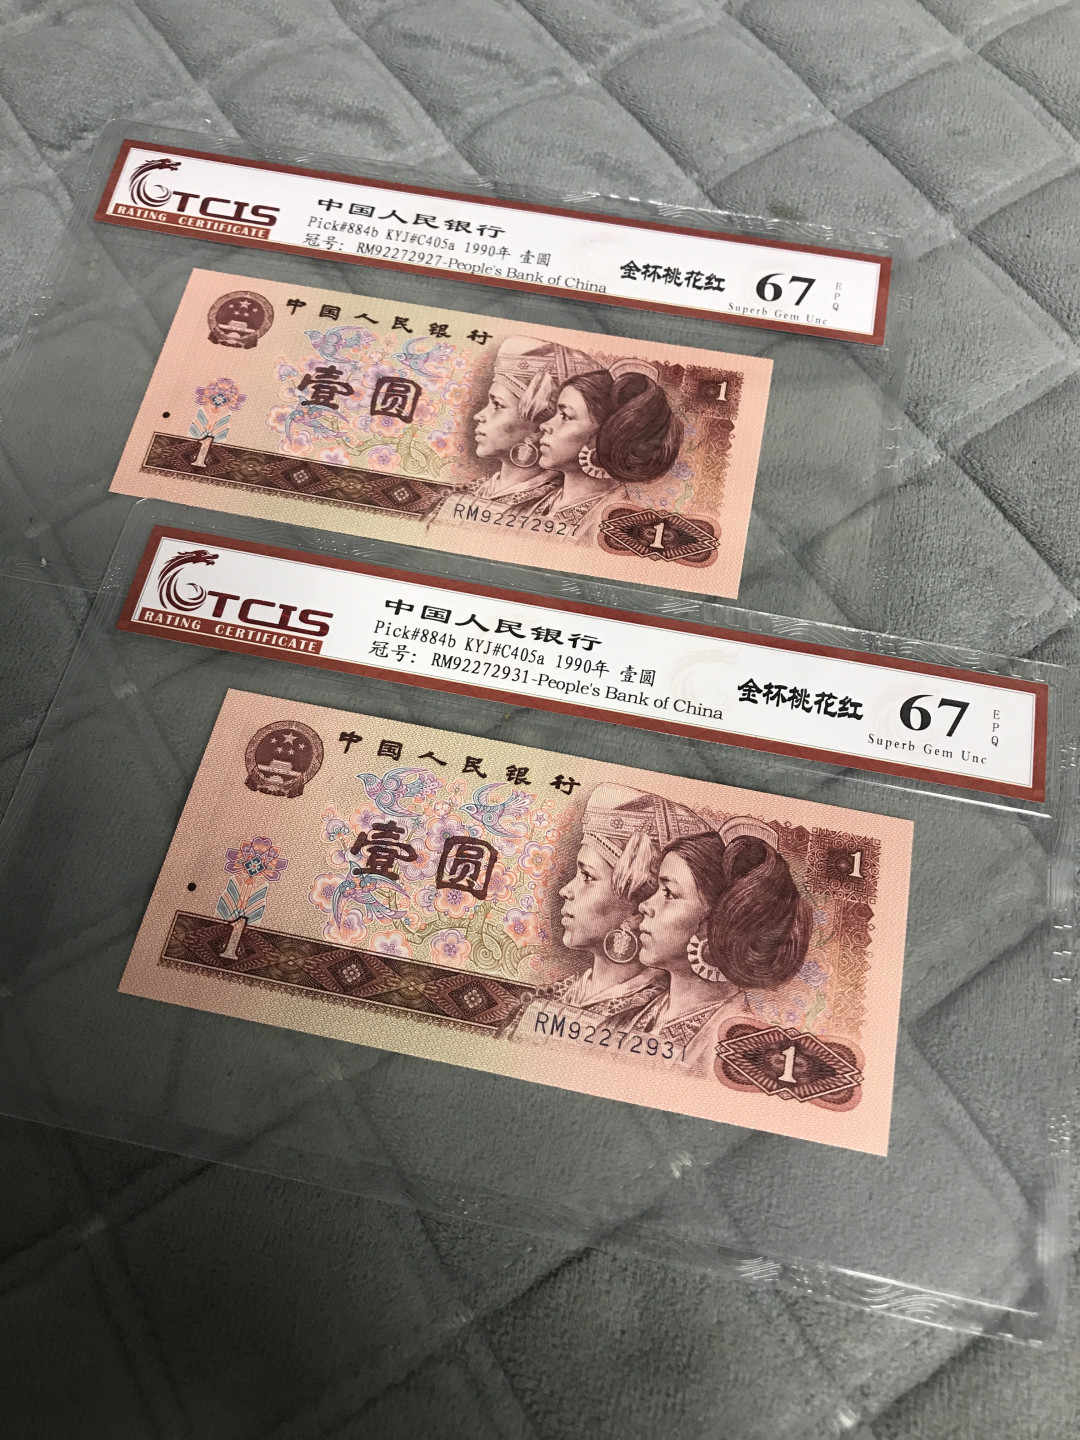 TCIS
RATING CERTIFICATE
中国人民银行
Pick#884b KYJ#C405a 1990年 壹圆
冠号: RM92272927-People's Bank of China
金杯桃花红
67
Superb Gem Unc
EPQ
中国人民银行
壹圆
1
1
RM92272927
1
TCIS
RATING CERTIFICATE
中国人民银行
Pick#884b KYJ#C405a 1990年 壹圆
冠号: RM92272931-People's Bank of China
金杯桃花红
67
Superb Gem Unc
EPQ
中国人民银行
壹圆
1
1
RM92272931
1